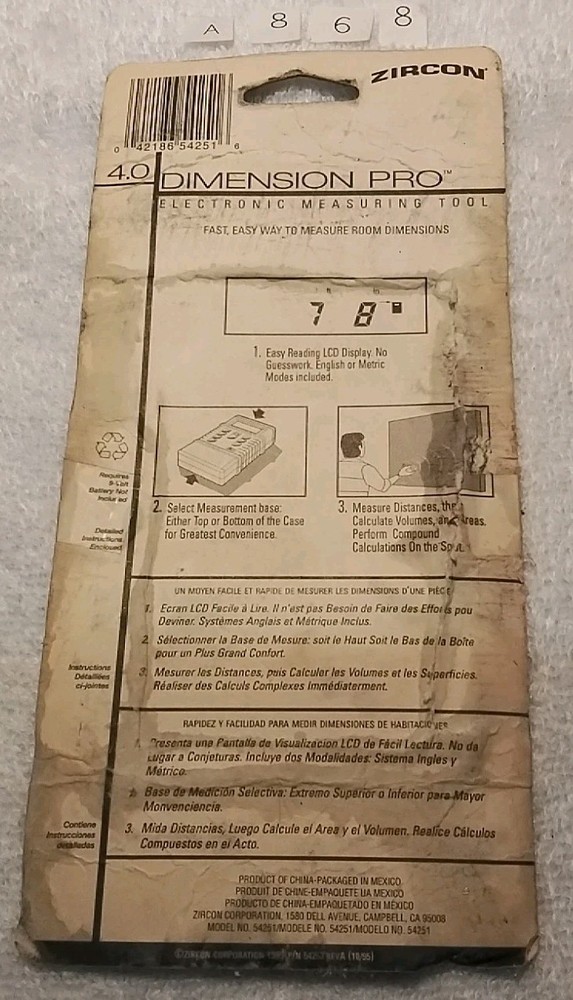 A 8 6 8
ZIRCON
0 42186 54251 6
4.0 DIMENSION PRO™
ELECTRONIC MEASURING TOOL
FAST, EASY WAY TO MEASURE ROOM DIMENSIONS
7 8
1. Easy Reading LCD Display. No
Guesswork. English or Metric
Modes included.
Requires
9-Volt
Battery Not
Included
Detailed
Instructions
Enclosed
2. Select Measurement base:
Either Top or Bottom of the Case
for Greatest Convenience.
3. Measure Distances, the
Calculate Volumes, and Areas.
Perform Compound
Calculations On the Spot.
UN MOYEN FACILE ET RAPIDE DE MESURER LES DIMENSIONS D'UNE PIÈCE
1. Ecran LCD Facile à Lire. Il n'est pas Besoin de Faire des Efforts pou
Deviner. Systèmes Anglais et Métrique Inclus.
2. Sélectionner la Base de Mesure: soit le Haut Soit le Bas de la Boîte
pour un Plus Grand Confort.
3. Mesurer les Distances, puis Calculer les Volumes et les Superficies.
Réaliser des Calculs Complexes Immédiaterment.
Instructions
Détaillées
ci-jointes
RAPIDEZ Y FACILIDAD PARA MEDIR DIMENSIONES DE HABITACIONES
Presenta una Pantalla de Visualizacion LCD de Fácil Lectura. No da
Lugar a Conjeturas. Incluye dos Modalidades: Sistema Ingles y
Métrico.
Base de Medición Selectiva: Extremo Superior o Inferior para Mayor
Monvenciencia.
3. Mida Distancias, Luego Calcule el Area y el Volumen. Realice Cálculos
Compuestos en el Acto.
Contiene
Instrucciones
detalladas
PRODUCT OF CHINA-PACKAGED IN MEXICO
PRODUIT DE CHINE-EMPAQUETE UA MEXICO
PRODUCTO DE CHINA-EMPAQUETADO EN MÉXICO
ZIRCON CORPORATION, 1580 DELL AVENUE, CAMPBELL, CA 95008
MODEL NO. 54251/MODELE NO. 54251/MODELO NO. 54251
©ZIRCON CORPORATION P/N 54257 REV A (10/95)